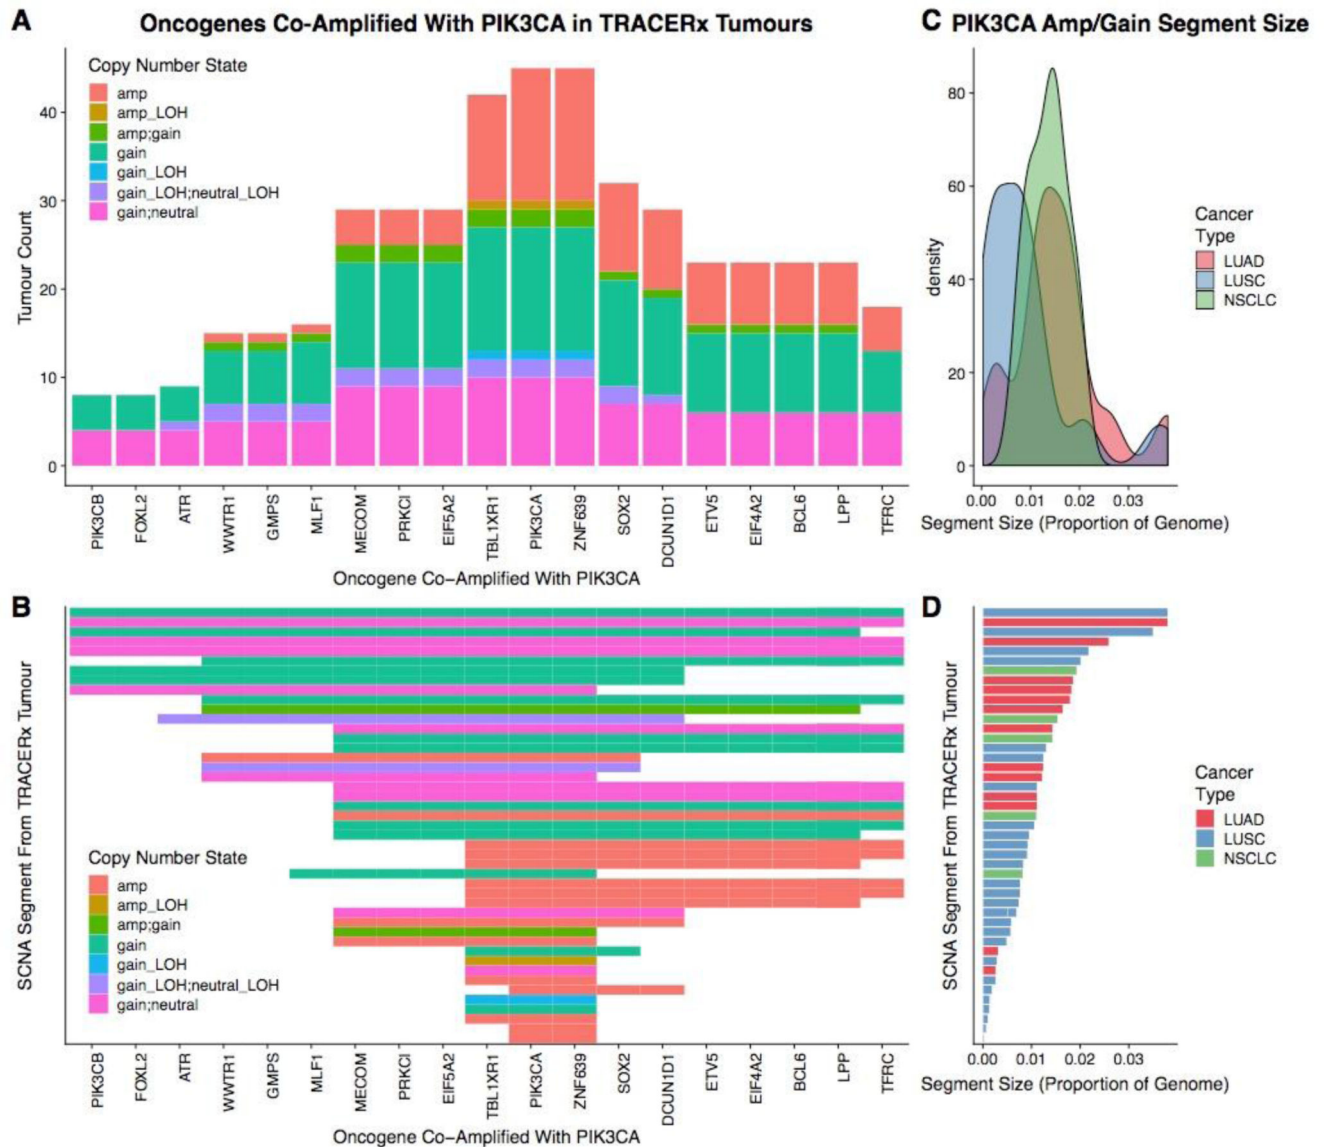 A
Oncogenes Co-Amplified With PIK3CA in TRACERx Tumours
Copy Number State
amp
amp_LOH
amp;gain
gain
gain_LOH
gain_LOH;neutral_LOH
gain;neutral
Tumour Count
40
30
20
10
0
PIK3CB
FOXL2
ATR
WWTR1
GMPS
MLF1
MECOM
PRKCI
EIF5A2
TBL1XR1
PIK3CA
ZNF639
SOX2
DCUN1D1
ETV5
EIF4A2
BCL6
LPP
TFRC
Oncogene Co−Amplified With PIK3CA
C
PIK3CA Amp/Gain Segment Size
density
80
60
40
20
0
0.00 0.01 0.02 0.03
Segment Size (Proportion of Genome)
Cancer
Type
LUAD
LUSC
NSCLC
B
SCNA Segment From TRACERx Tumour
Copy Number State
amp
amp_LOH
amp;gain
gain
gain_LOH
gain_LOH;neutral_LOH
gain;neutral
PIK3CB
FOXL2
ATR
WWTR1
GMPS
MLF1
MECOM
PRKCI
EIF5A2
TBL1XR1
PIK3CA
ZNF639
SOX2
DCUN1D1
ETV5
EIF4A2
BCL6
LPP
TFRC
Oncogene Co−Amplified With PIK3CA
D
SCNA Segment From TRACERx Tumour
0.00 0.01 0.02 0.03
Segment Size (Proportion of Genome)
Cancer
Type
LUAD
LUSC
NSCLC